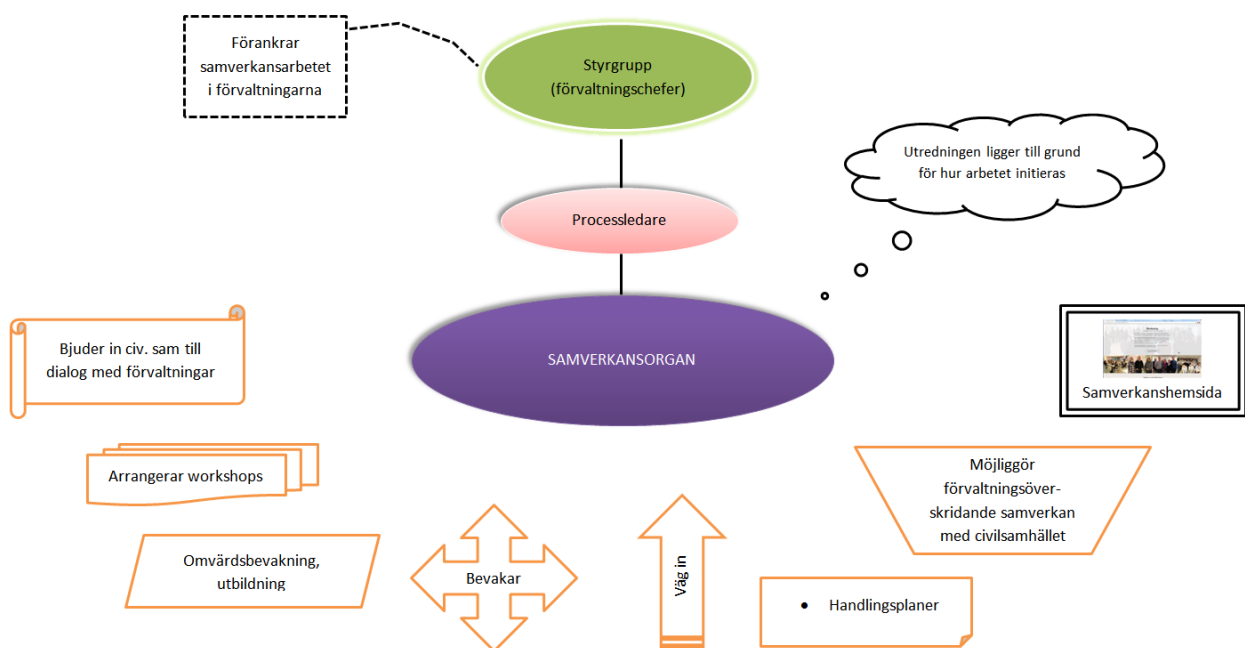 Förankrar
samverkansarbetet
i förvaltningarna
Styrgrupp
(förvaltningschefer)
Utredningen ligger till grund
för hur arbetet initieras
Processledare
SAMVERKANSORGAN
Bjuder in civ. sam till
dialog med förvaltningar
Samverkanshemsida
Arrangerar workshops
Möjliggör
förvaltningsöver-
skridande samverkan
med civilsamhället
Omvärdsbevakning,
utbildning
Bevakar
Väg in
• Handlingsplaner